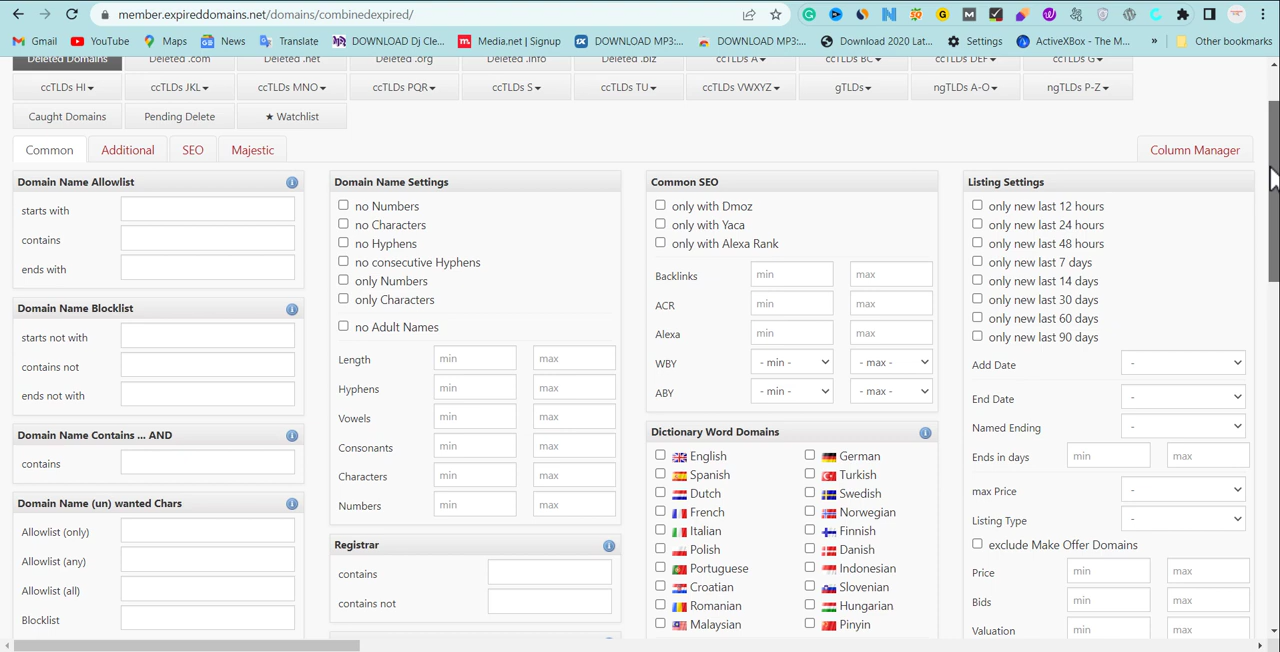 member.expireddomains.net/domains/combinedexpired/
Gmail YouTube Maps News Translate DOWNLOAD Dj Cle... Media.net | Signup DOWNLOAD MP3:... DOWNLOAD MP3:... Download 2020 Lat... Settings ActiveXBox - The M... » Other bookmarks
Deleted Domains Deleted .com Deleted .net Deleted .org Deleted .info Deleted .biz ccTLDs A ccTLDs BC ccTLDs DEF ccTLDs G
ccTLDs HI ccTLDs JKL ccTLDs MNO ccTLDs PQR ccTLDs S ccTLDs TU ccTLDs VWXYZ gTLDs ngTLDs A-O ngTLDs P-Z
Caught Domains Pending Delete ★ Watchlist
Common Additional SEO Majestic Column Manager
Domain Name Allowlist
starts with
contains
ends with
Domain Name Blocklist
starts not with
contains not
ends not with
Domain Name Contains ... AND
contains
Domain Name (un) wanted Chars
Allowlist (only)
Allowlist (any)
Allowlist (all)
Blocklist
Domain Name Settings
no Numbers
no Characters
no Hyphens
no consecutive Hyphens
only Numbers
only Characters
no Adult Names
Length min max
Hyphens min max
Vowels min max
Consonants min max
Characters min max
Numbers min max
Registrar
contains
contains not
Common SEO
only with Dmoz
only with Yaca
only with Alexa Rank
Backlinks min max
ACR min max
Alexa min max
WBY - min - - max -
ABY - min - - max -
Dictionary Word Domains
English German
Spanish Turkish
Dutch Swedish
French Norwegian
Italian Finnish
Polish Danish
Portuguese Indonesian
Croatian Slovenian
Romanian Hungarian
Malaysian Pinyin
Listing Settings
only new last 12 hours
only new last 24 hours
only new last 48 hours
only new last 7 days
only new last 14 days
only new last 30 days
only new last 60 days
only new last 90 days
Add Date -
End Date -
Named Ending -
Ends in days min max
max Price -
Listing Type -
exclude Make Offer Domains
Price min max
Bids min max
Valuation min max